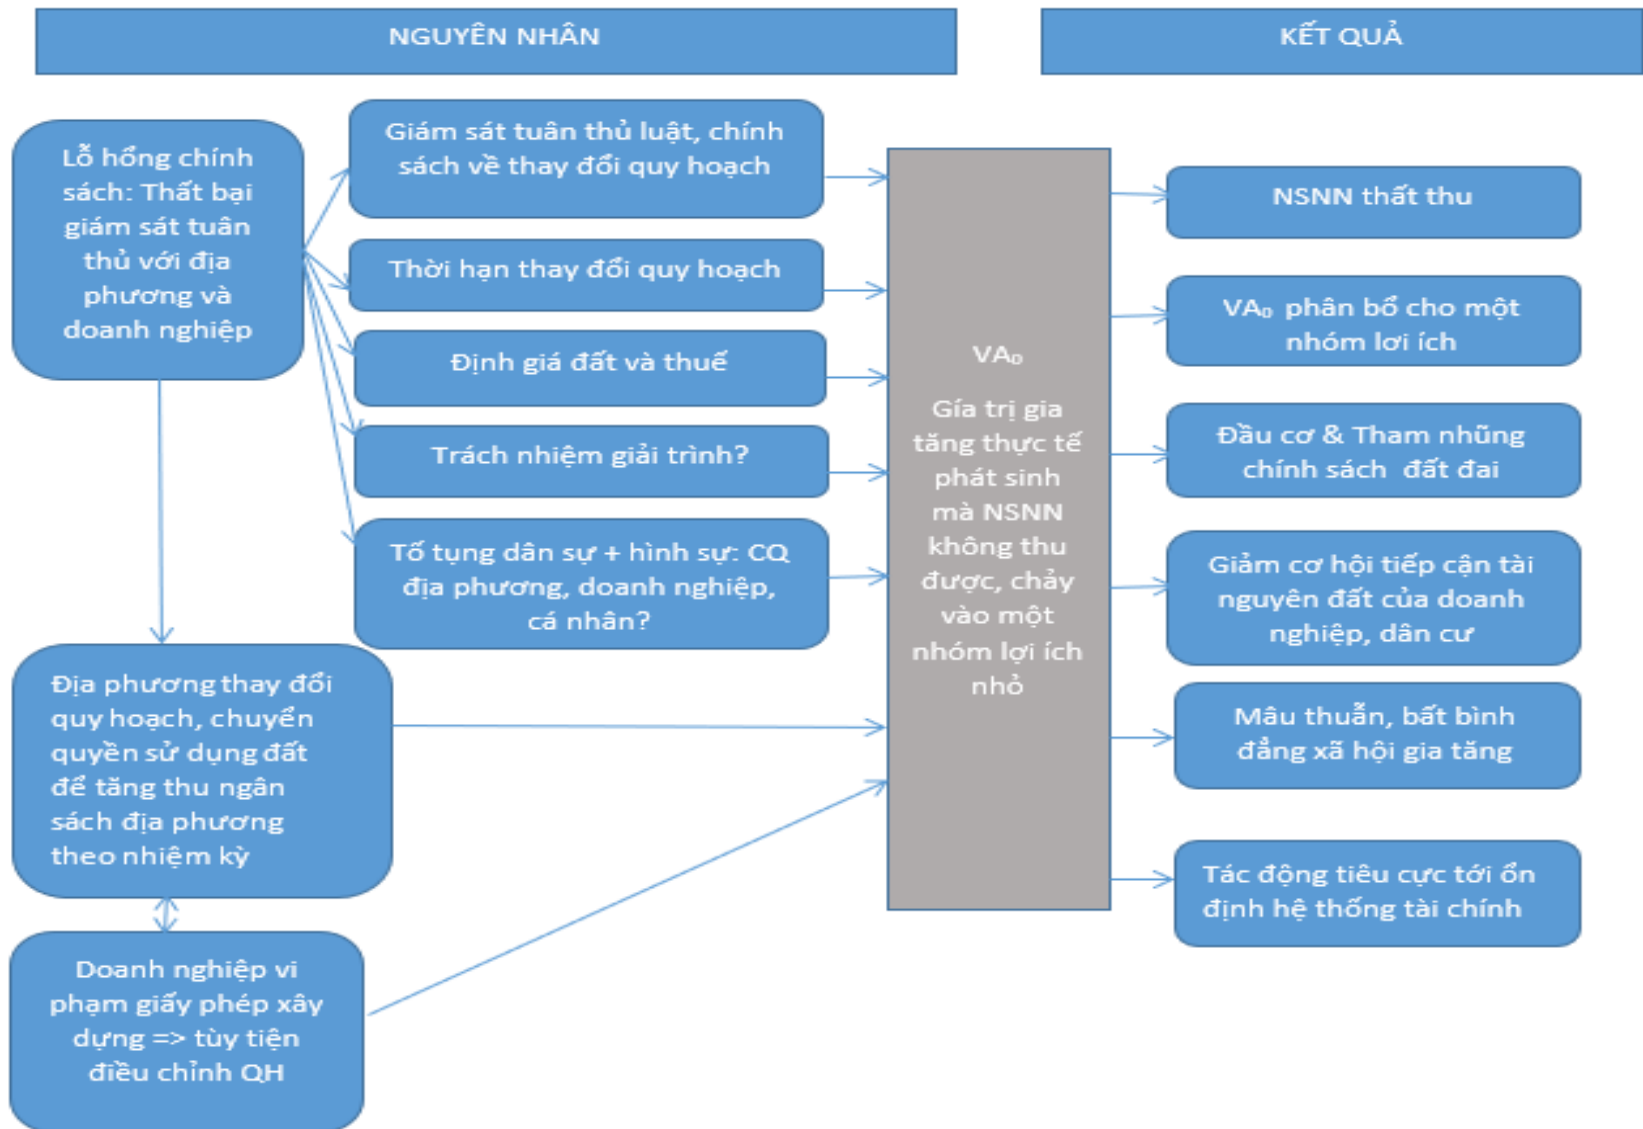 NGUYÊN NHÂN
KẾT QUẢ
Lỗ hổng chính
sách: Thất bại
giám sát tuân
thủ với địa
phương và
doanh nghiệp
Giám sát tuân thủ luật, chính
sách về thay đổi quy hoạch
Thời hạn thay đổi quy hoạch
Định giá đất và thuế
Trách nhiệm giải trình?
Tố tụng dân sự + hình sự: CQ
địa phương, doanh nghiệp,
cá nhân?
Địa phương thay đổi
quy hoạch, chuyển
quyền sử dụng đất
để tăng thu ngân
sách địa phương
theo nhiệm kỳ
Doanh nghiệp vi
phạm giấy phép xây
dựng => tùy tiện
điều chỉnh QH
VA₀
Gía trị gia
tăng thực tế
phát sinh
mà NSNN
không thu
được, chảy
vào một
nhóm lợi ích
nhỏ
NSNN thất thu
VA₀ phân bổ cho một
nhóm lợi ích
Đầu cơ & Tham nhũng
chính sách đất đai
Giảm cơ hội tiếp cận tài
nguyên đất của doanh
nghiệp, dân cư
Mâu thuẫn, bất bình
đẳng xã hội gia tăng
Tác động tiêu cực tới ổn
định hệ thống tài chính